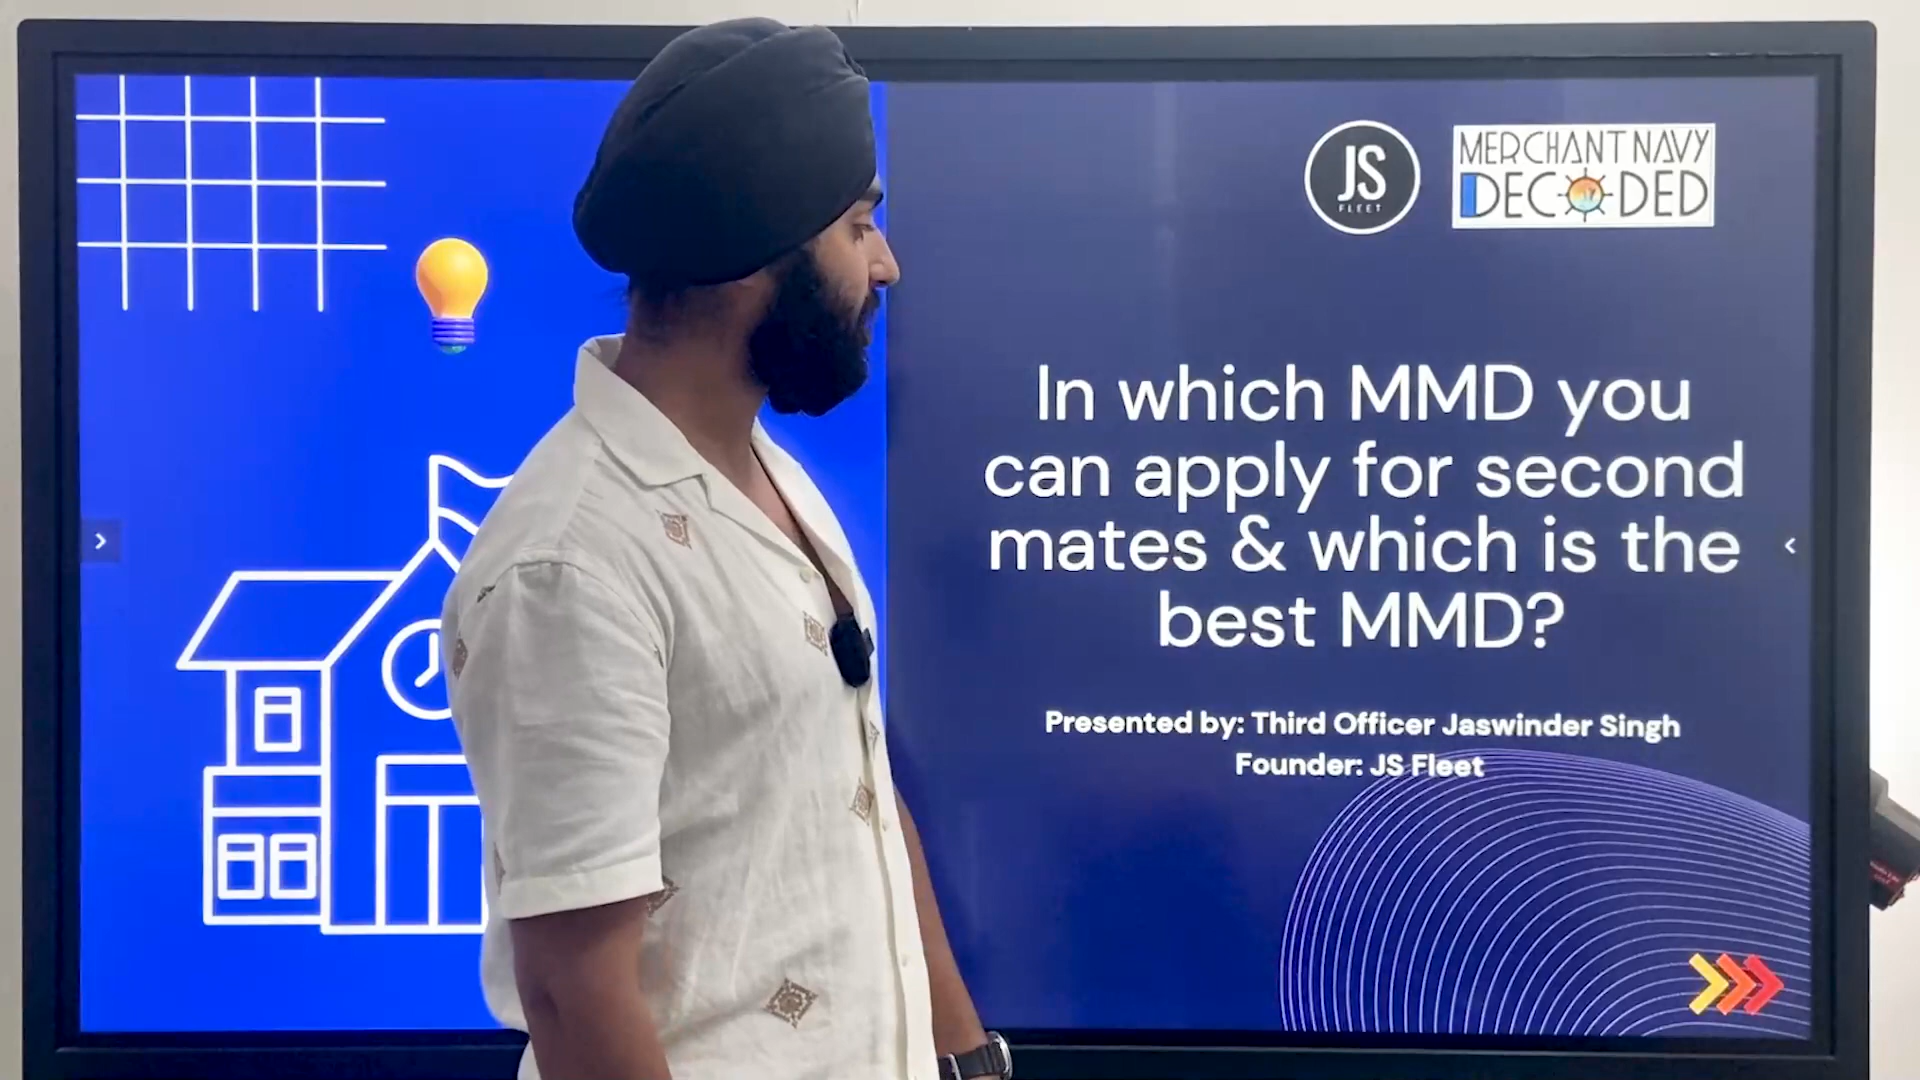 JS
FLEET
MERCHANT NAVY
DECODED
In which MMD you
can apply for second
mates & which is the
best MMD?
Presented by: Third Officer Jaswinder Singh
Founder: JS Fleet